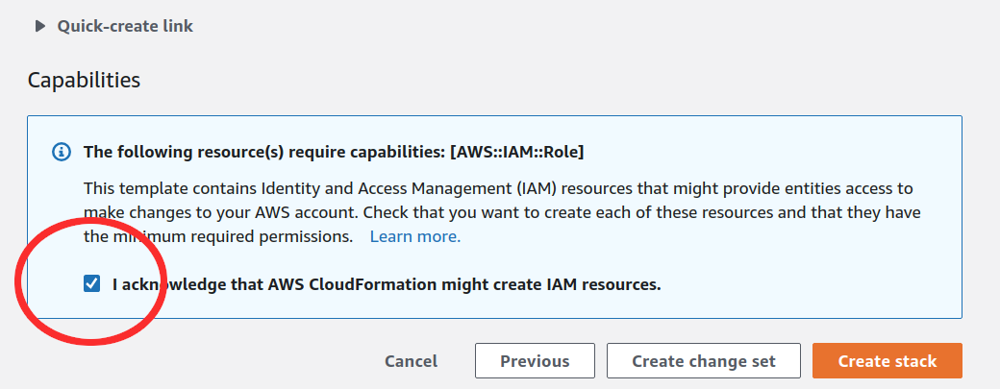 Quick-create link
Capabilities
The following resource(s) require capabilities: [AWS::IAM::Role]
This template contains Identity and Access Management (IAM) resources that might provide entities access to
make changes to your AWS account. Check that you want to create each of these resources and that they have
the minimum required permissions. Learn more.
I acknowledge that AWS CloudFormation might create IAM resources.
Cancel Previous Create change set Create stack